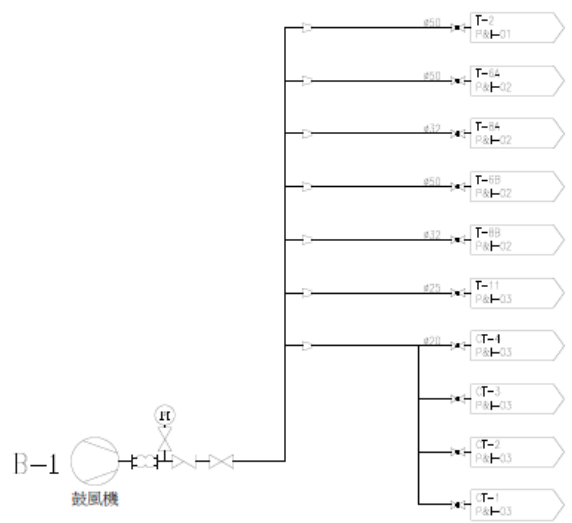 ø50
T-2
P&I-01
ø50
T-6A
P&I-02
ø32
T-8A
P&I-02
ø50
T-6B
P&I-02
ø32
T-8B
P&I-02
ø25
T-11
P&I-03
ø20
CT-4
P&I-03
CT-3
P&I-03
CT-2
P&I-03
CT-1
P&I-03
PI
B-1
鼓風機